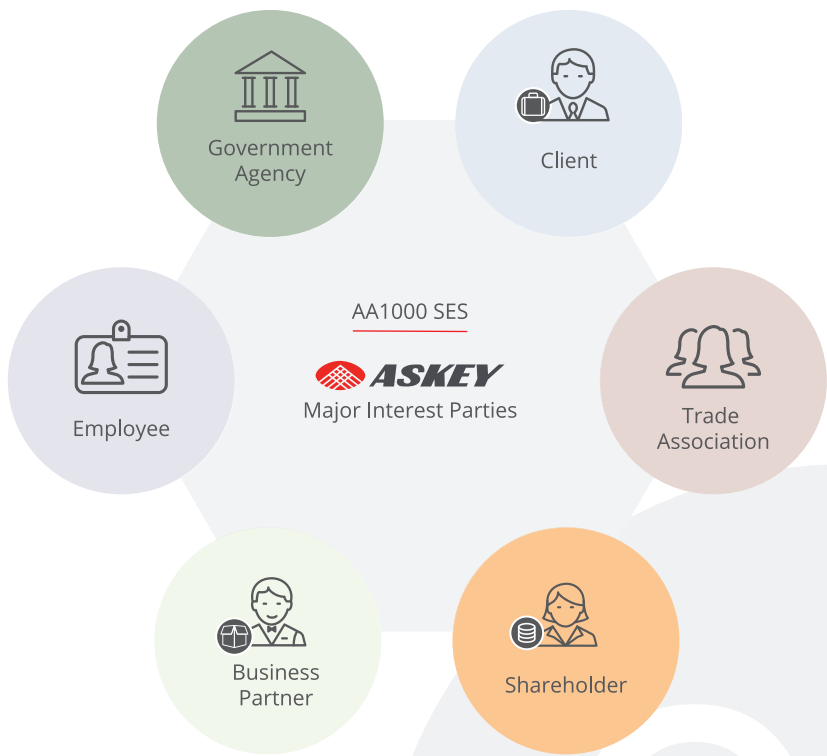 Government
Agency
Client
AA1000 SES
ASKEY
Major Interest Parties
Employee
Trade
Association
Business
Partner
Shareholder